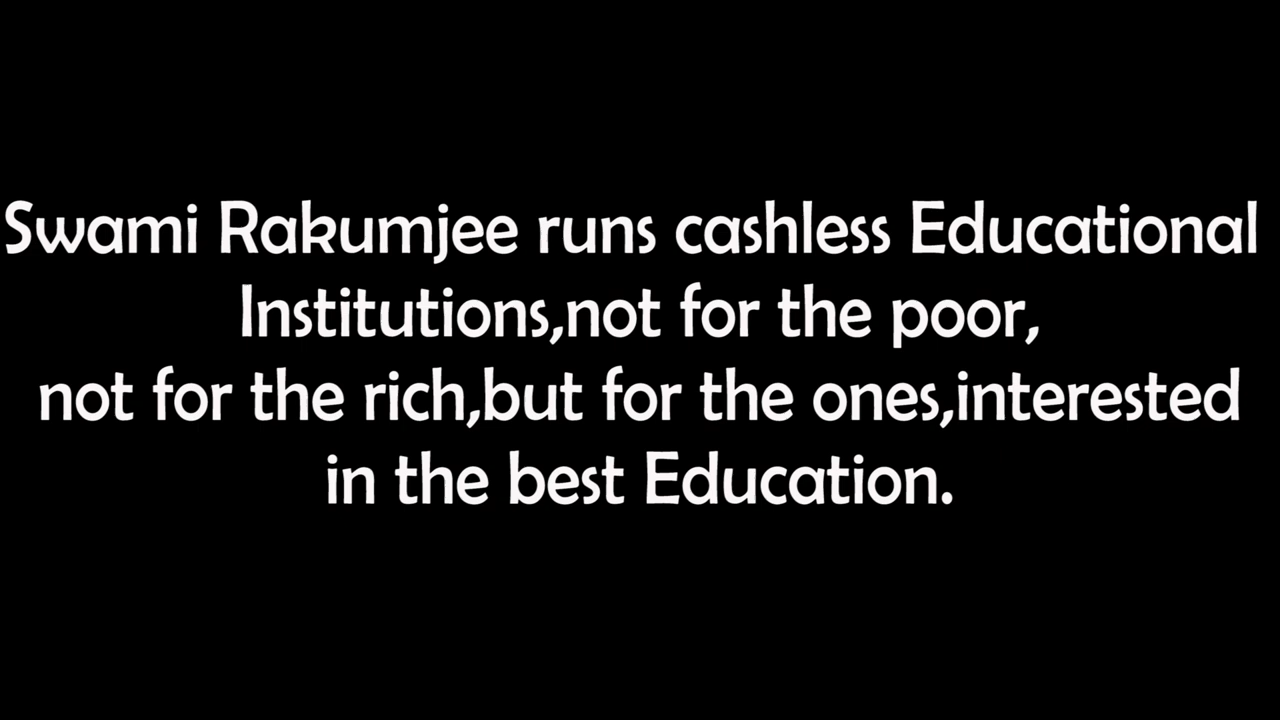 Swami Rakumjee runs cashless Educational
Institutions,not for the poor,
not for the rich,but for the ones,interested
in the best Education.